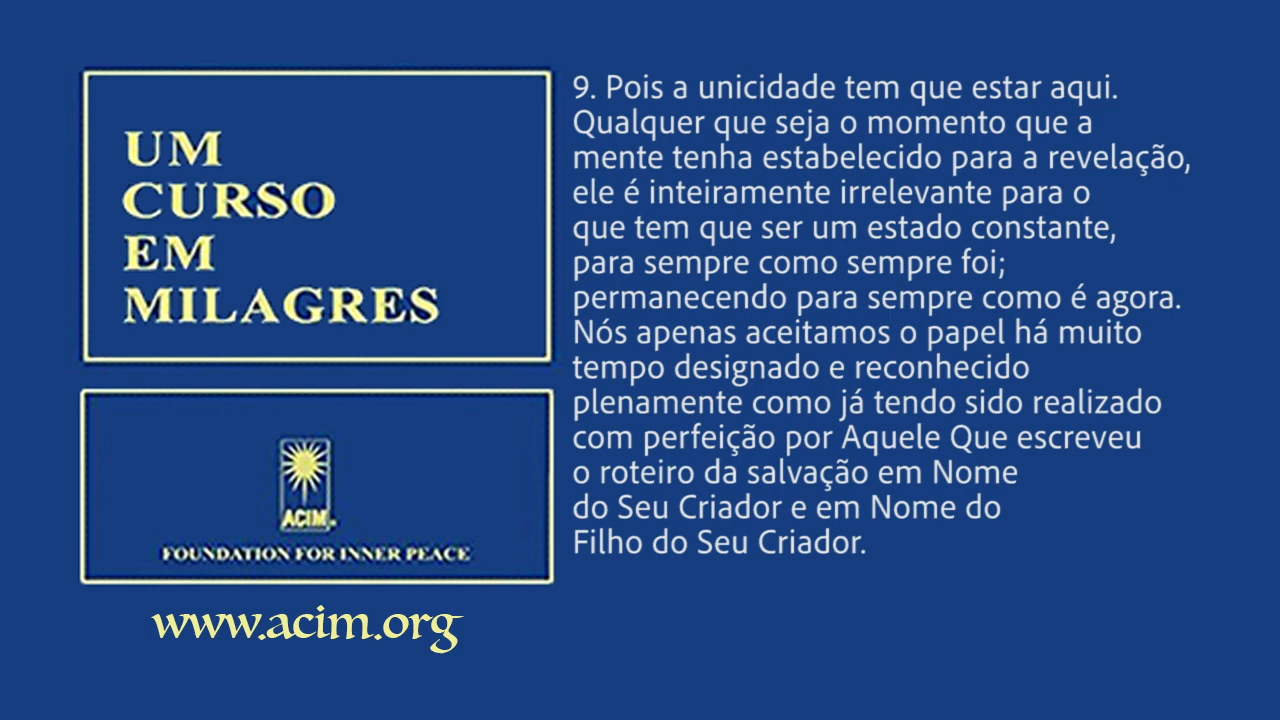 UM
CURSO
EM
MILAGRES
ACIM®
FOUNDATION FOR INNER PEACE
www.acim.org
9. Pois a unicidade tem que estar aqui.
Qualquer que seja o momento que a
mente tenha estabelecido para a revelação,
ele é inteiramente irrelevante para o
que tem que ser um estado constante,
para sempre como sempre foi;
permanecendo para sempre como é agora.
Nós apenas aceitamos o papel há muito
tempo designado e reconhecido
plenamente como já tendo sido realizado
com perfeição por Aquele Que escreveu
o roteiro da salvação em Nome
do Seu Criador e em Nome do
Filho do Seu Criador.